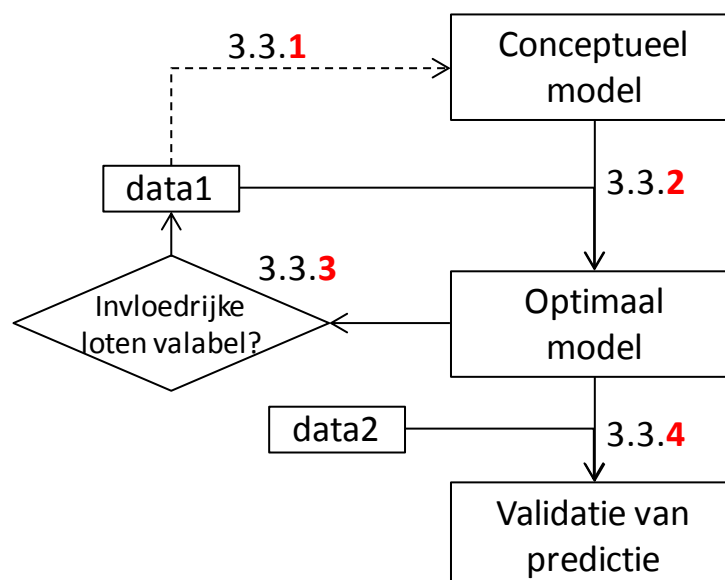 3.3.1
Conceptueel
model
data1
3.3.2
3.3.3
Invloedrijke
loten valabel?
Optimaal
model
data2
3.3.4
Validatie van
predictie